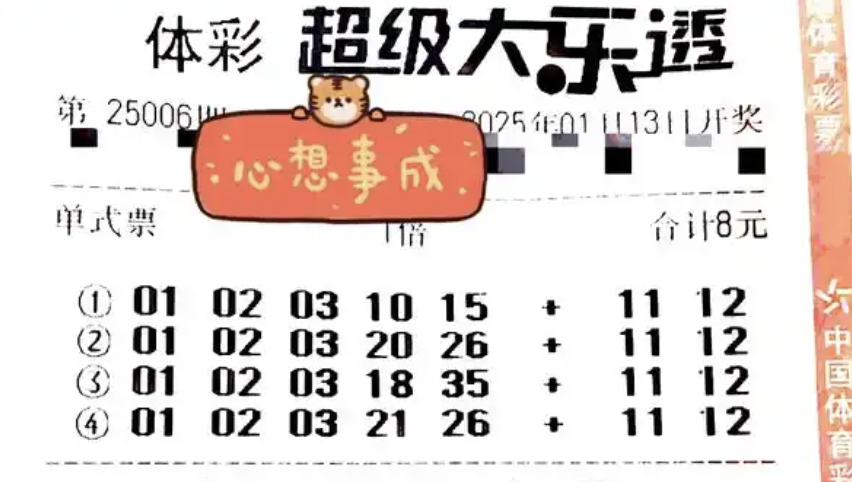 体彩 超级大乐透
第 25006期
2025年01月13日开奖
心想事成
单式票
1倍
合计8元
① 01 02 03 10 15 + 11 12
② 01 02 03 20 26 + 11 12
③ 01 02 03 18 35 + 11 12
④ 01 02 03 21 26 + 11 12
体育彩票
中国体育彩